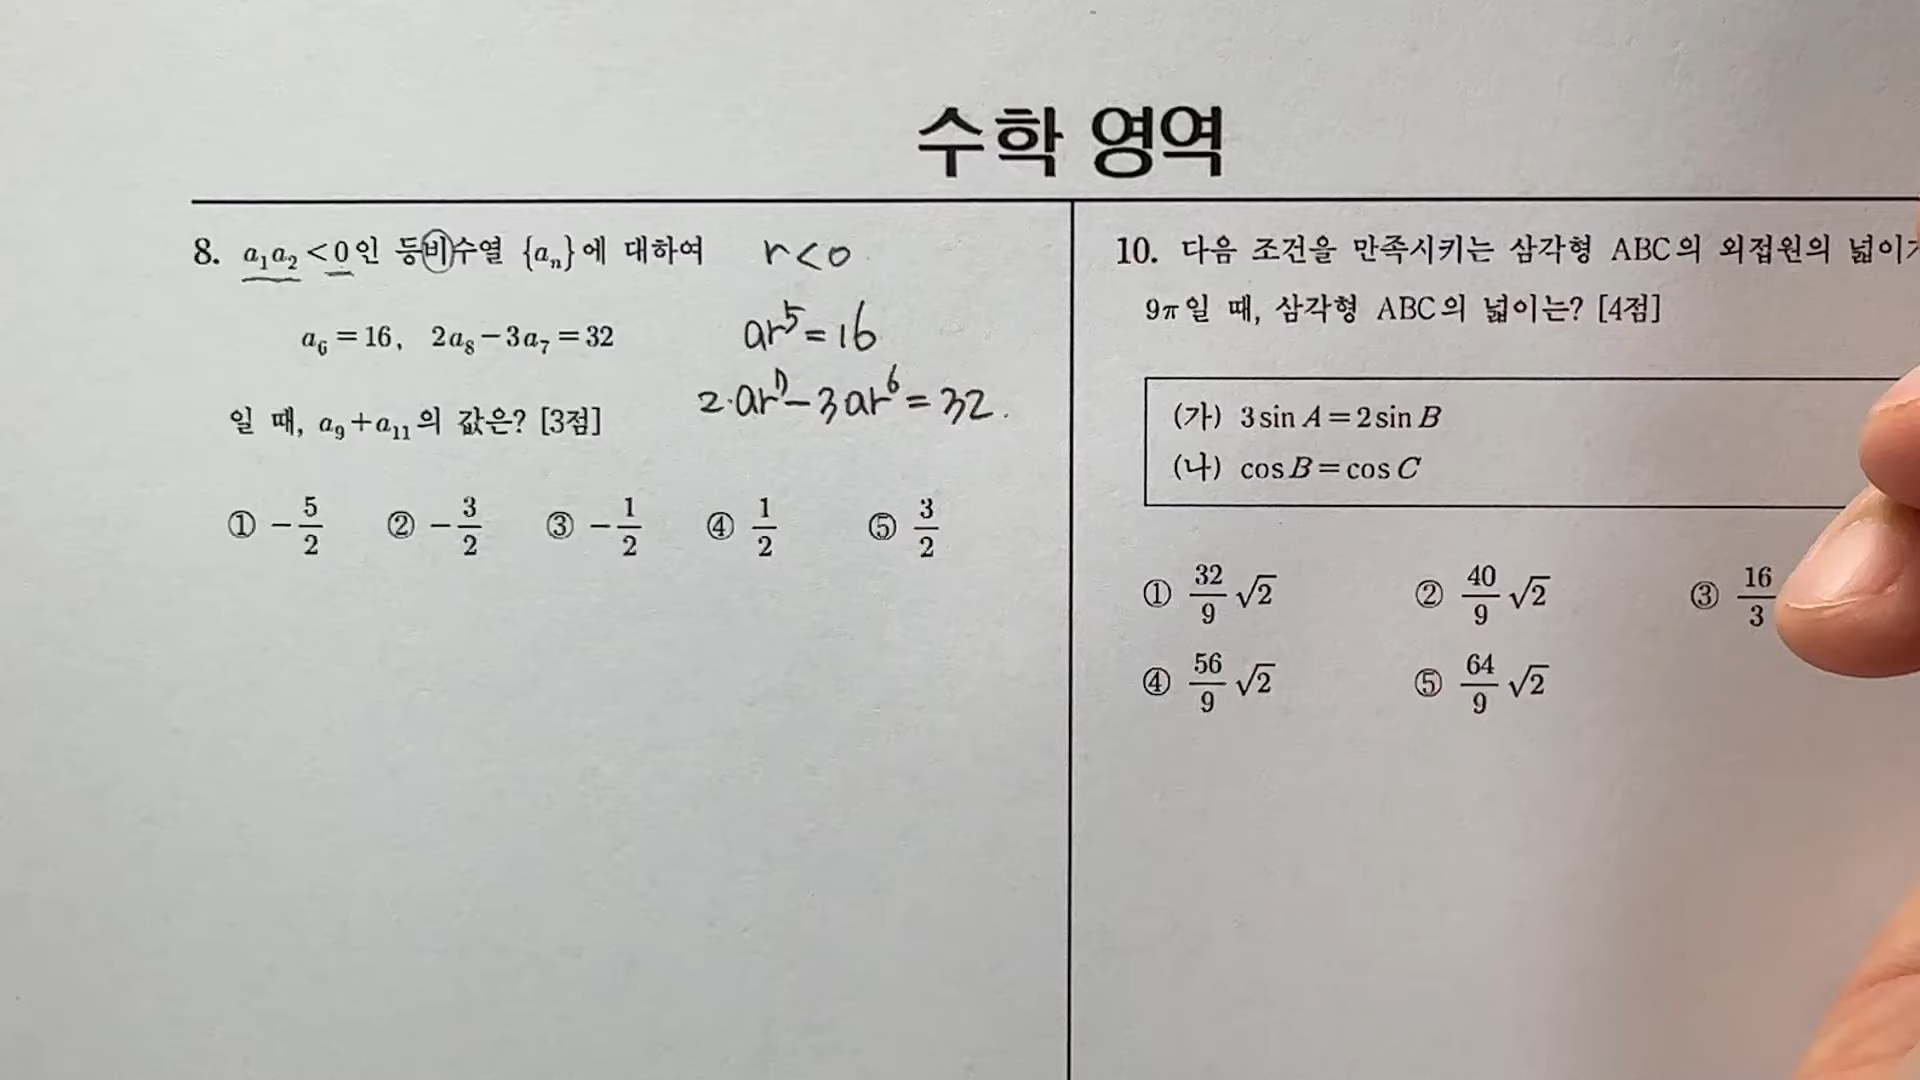 수학 영역
8. a₁a₂<0인 등비수열 {aₙ}에 대하여
r<0
a₆=16, 2a₈-3a₇=32
ar⁵=16
2·ar⁷-3ar⁶=32.
일 때, a₉+a₁₁의 값은? [3점]
① -5/2 ② -3/2 ③ -1/2 ④ 1/2 ⑤ 3/2
10. 다음 조건을 만족시키는 삼각형 ABC의 외접원의 넓이가
9π일 때, 삼각형 ABC의 넓이는? [4점]
(가) 3sin A=2sin B
(나) cos B=cos C
① 32/9 √2 ② 40/9 √2 ③ 16/3
④ 56/9 √2 ⑤ 64/9 √2